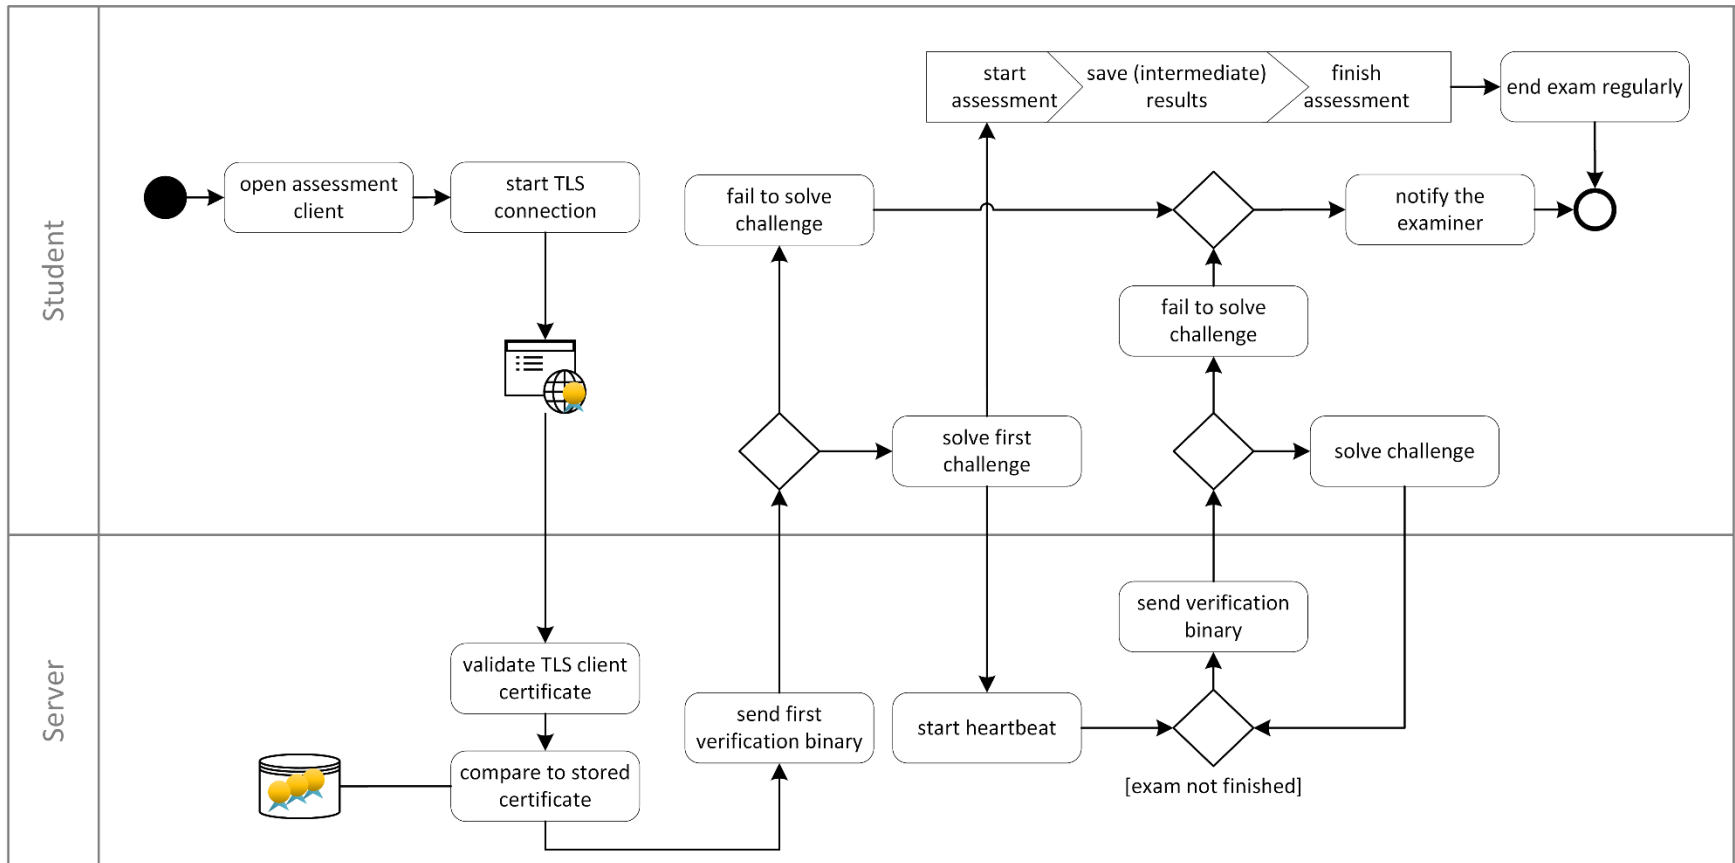 Student
start
assessment
save (intermediate)
results
finish
assessment
end exam regularly
open assessment
client
start TLS
connection
fail to solve
challenge
notify the
examiner
fail to solve
challenge
solve first
challenge
solve challenge
Server
send verification
binary
validate TLS client
certificate
send first
verification binary
start heartbeat
compare to stored
certificate
[exam not finished]